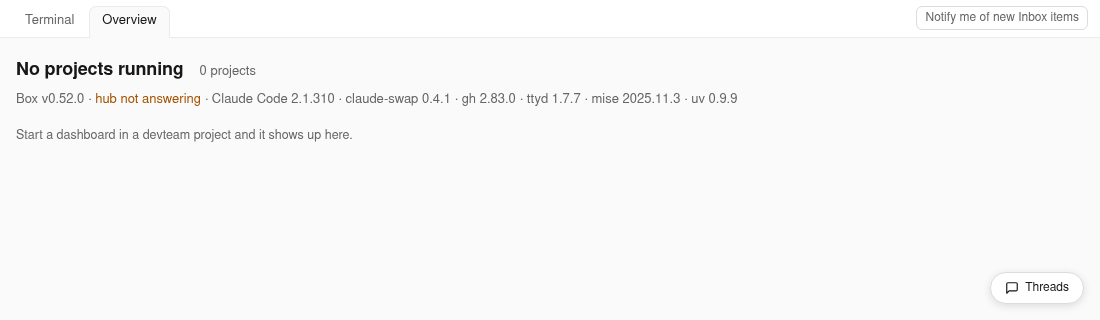 Terminal
Overview
Notify me of new Inbox items
No projects running 0 projects
Box v0.52.0 · hub not answering · Claude Code 2.1.310 · claude-swap 0.4.1 · gh 2.83.0 · ttyd 1.7.7 · mise 2025.11.3 · uv 0.9.9
Start a dashboard in a devteam project and it shows up here.
Threads